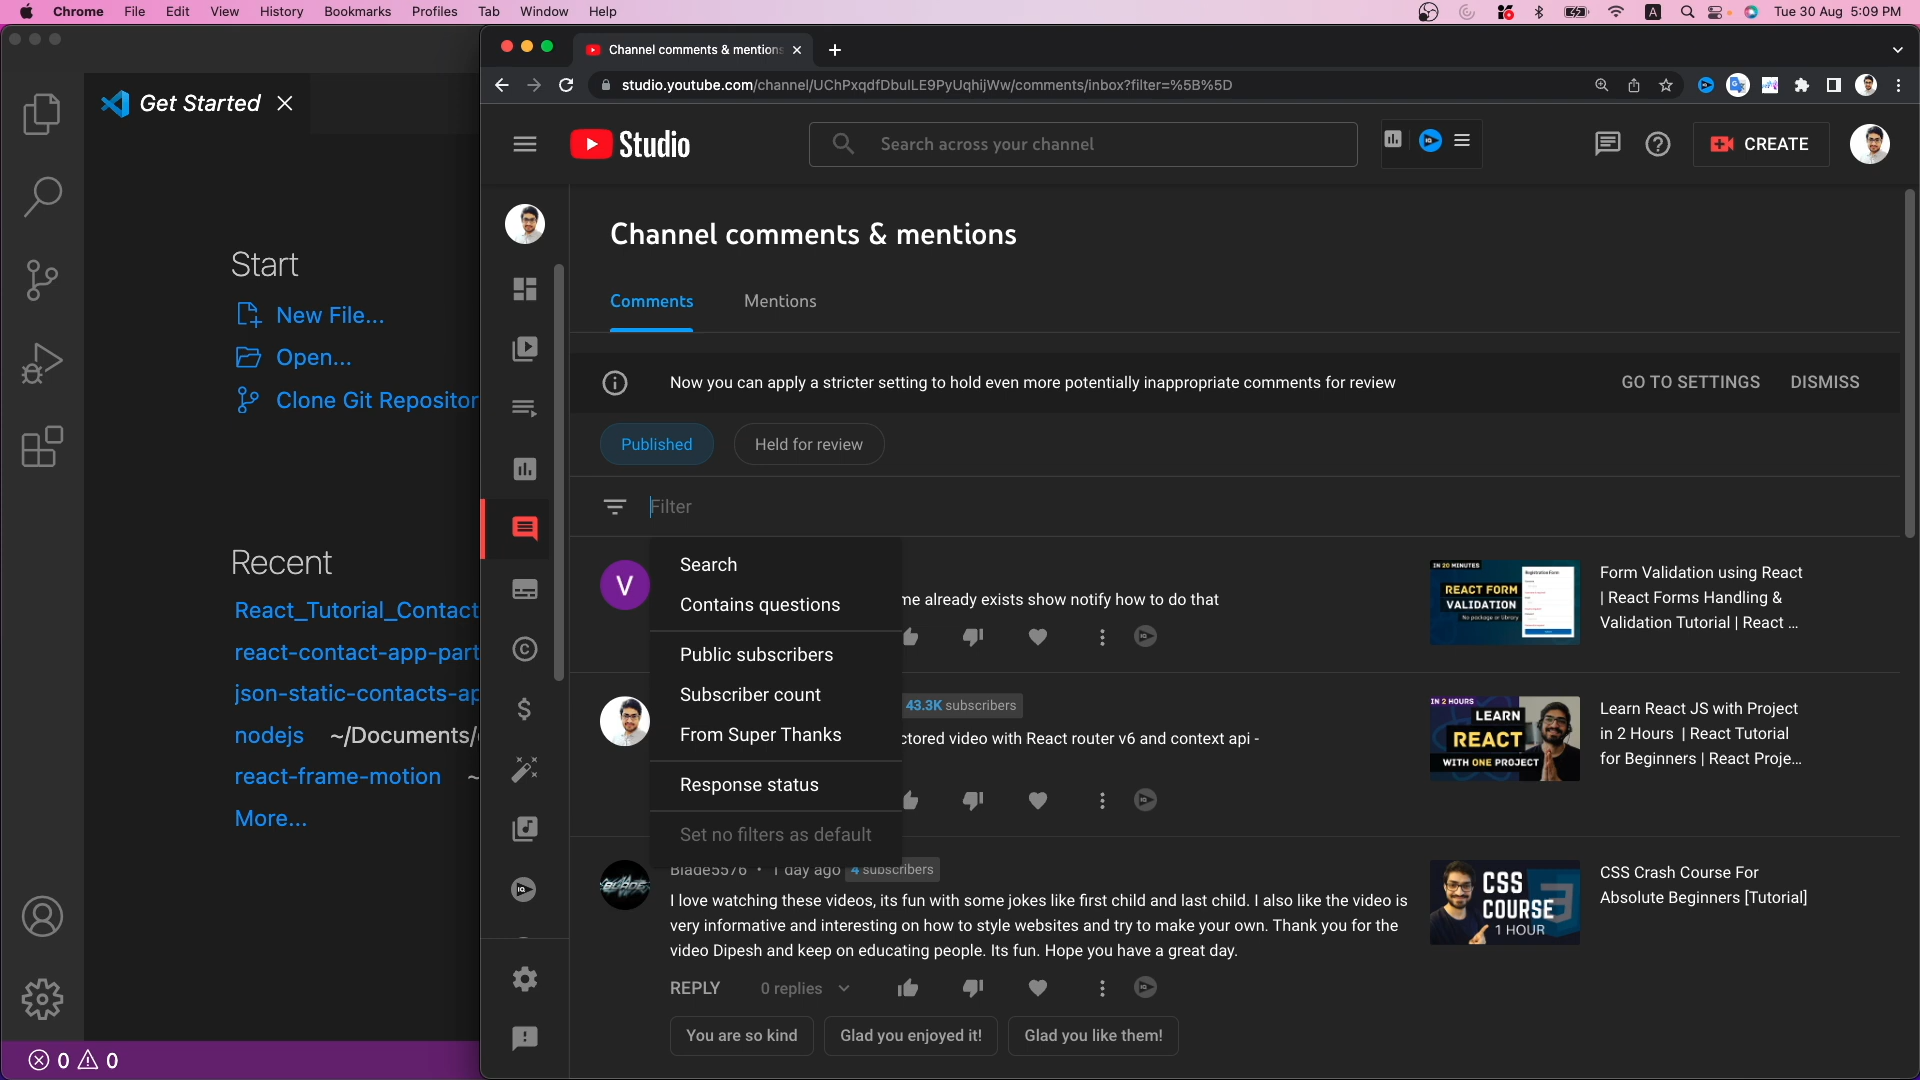 Chrome File Edit View History Bookmarks Profiles Tab Window Help
A Tue 30 Aug 5:09 PM
Get Started
Channel comments & mentions
studio.youtube.com/channel/UChPxqdfDbulLE9PyUqhijWw/comments/inbox?filter=%5B%5D
Studio
Search across your channel
CREATE
Start
New File...
Open...
Clone Git Repositor
Recent
React_Tutorial_Contact
react-contact-app-part
json-static-contacts-ap
nodejs ~/Documents/
react-frame-motion ~
More...
0 0
Channel comments & mentions
Comments Mentions
Now you can apply a stricter setting to hold even more potentially inappropriate comments for review
GO TO SETTINGS DISMISS
Published Held for review
Filter
Search
Contains questions
Public subscribers
Subscriber count
From Super Thanks
Response status
Set no filters as default
V
me already exists show notify how to do that
IN 20 MINUTES
REACT FORM
VALIDATION
No package or library
Registration Form
Form Validation using React
| React Forms Handling &
Validation Tutorial | React ...
43.3K subscribers
ctored video with React router v6 and context api -
IN 2 HOURS
LEARN
REACT
WITH ONE PROJECT
Learn React JS with Project
in 2 Hours | React Tutorial
for Beginners | React Proje...
BLADE
Blade5576 • 1 day ago 4 subscribers
I love watching these videos, its fun with some jokes like first child and last child. I also like the video is
very informative and interesting on how to style websites and try to make your own. Thank you for the
video Dipesh and keep on educating people. Its fun. Hope you have a great day.
REPLY 0 replies
You are so kind Glad you enjoyed it! Glad you like them!
CSS
COURSE
1 HOUR
CSS Crash Course For
Absolute Beginners [Tutorial]